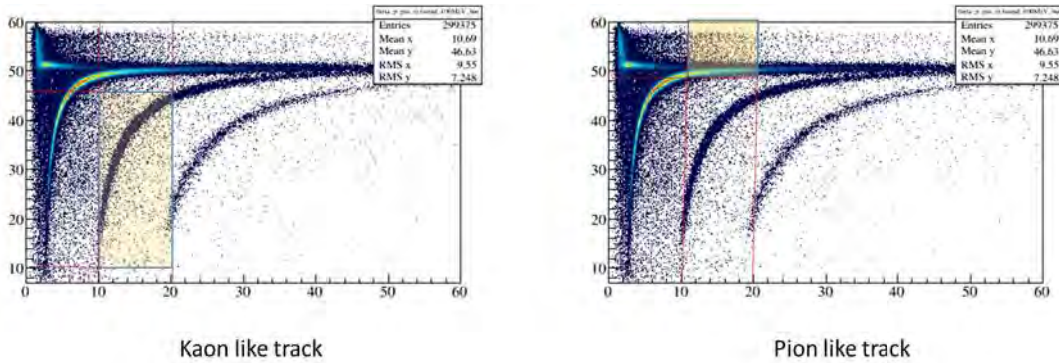 Entries 299375
Mean x 10.69
Mean y 46.63
RMS x 9.55
RMS y 7.248
60
50
40
30
20
10
0 10 20 30 40 50 60
Kaon like track
Entries 299375
Mean x 10.69
Mean y 46.63
RMS x 9.55
RMS y 7.248
60
50
40
30
20
10
0 10 20 30 40 50 60
Pion like track